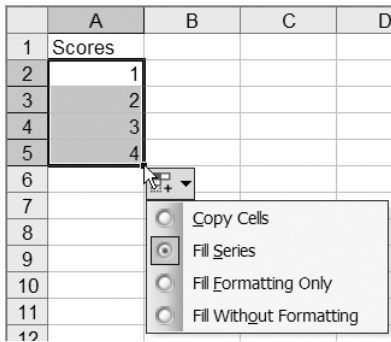 A B C D
1 Scores
2 1
3 2
4 3
5 4
6
7 Copy Cells
8 Fill Series
9
10 Fill Formatting Only
11 Fill Without Formatting
12